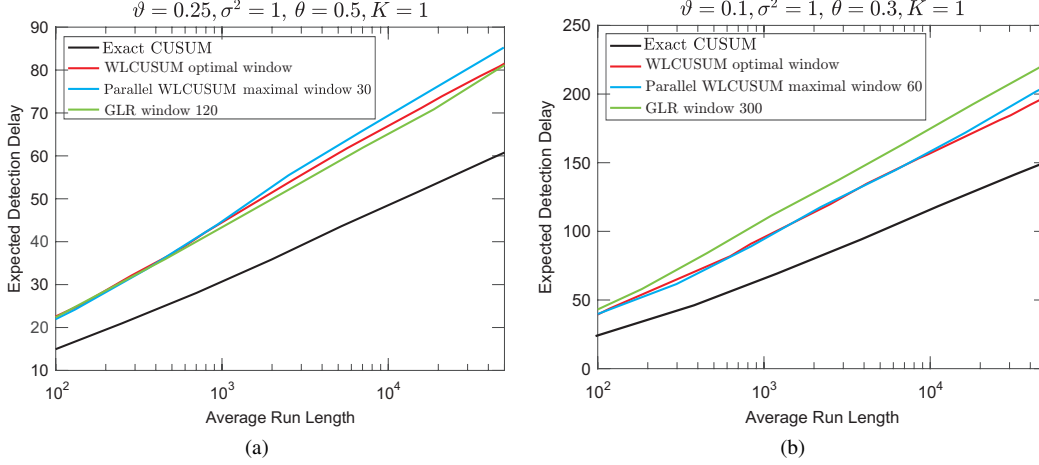 ϑ = 0.25, σ² = 1, θ = 0.5, K = 1
Exact CUSUM
WLCUSUM optimal window
Parallel WLCUSUM maximal window 30
GLR window 120
Expected Detection Delay
90
80
70
60
50
40
30
20
10
10²
10³
10⁴
Average Run Length
(a)
ϑ = 0.1, σ² = 1, θ = 0.3, K = 1
Exact CUSUM
WLCUSUM optimal window
Parallel WLCUSUM maximal window 60
GLR window 300
Expected Detection Delay
250
200
150
100
50
0
10²
10³
10⁴
Average Run Length
(b)